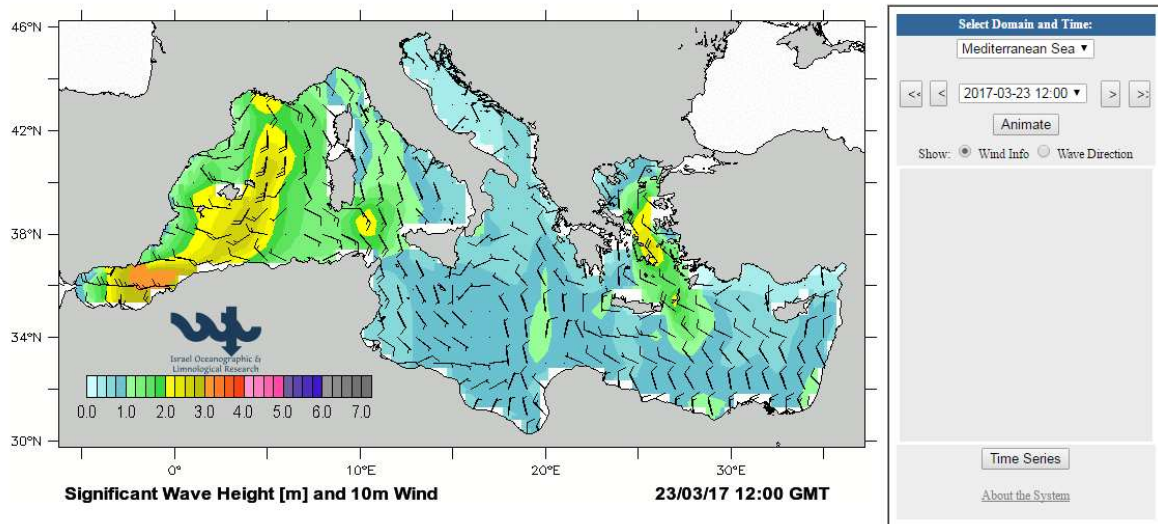 46°N
42°N
38°N
34°N
30°N
0°
10°E
20°E
30°E
Israel Oceanographic &
Limnological Research
0.0 1.0 2.0 3.0 4.0 5.0 6.0 7.0
Significant Wave Height [m] and 10m Wind
23/03/17 12:00 GMT
Select Domain and Time:
Mediterranean Sea ▼
<< < 2017-03-23 12:00 ▼ > >:
Animate
Show: Wind Info Wave Direction
Time Series
About the System